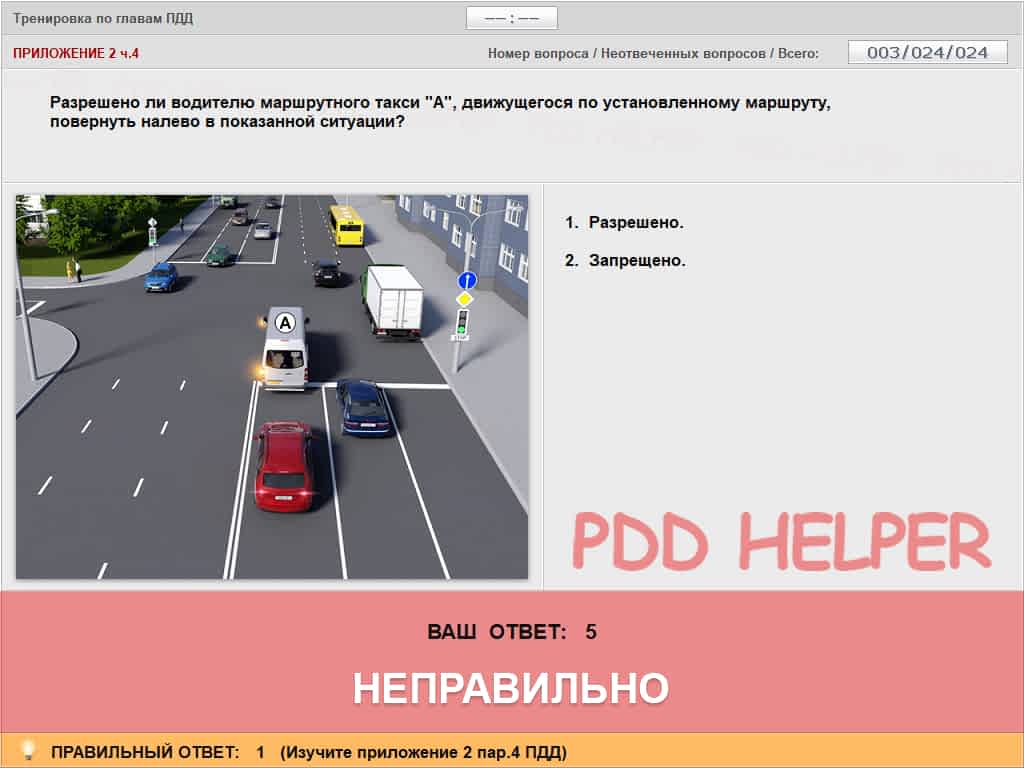 Тренировка по главам ПДД
–– : ––
ПРИЛОЖЕНИЕ 2 ч.4
Номер вопроса / Неотвеченных вопросов / Всего:
003/024/024
Разрешено ли водителю маршрутного такси "А", движущегося по установленному маршруту,
повернуть налево в показанной ситуации?
А
1. Разрешено.
2. Запрещено.
PDD HELPER
ВАШ ОТВЕТ: 5
НЕПРАВИЛЬНО
ПРАВИЛЬНЫЙ ОТВЕТ: 1 (Изучите приложение 2 пар.4 ПДД)